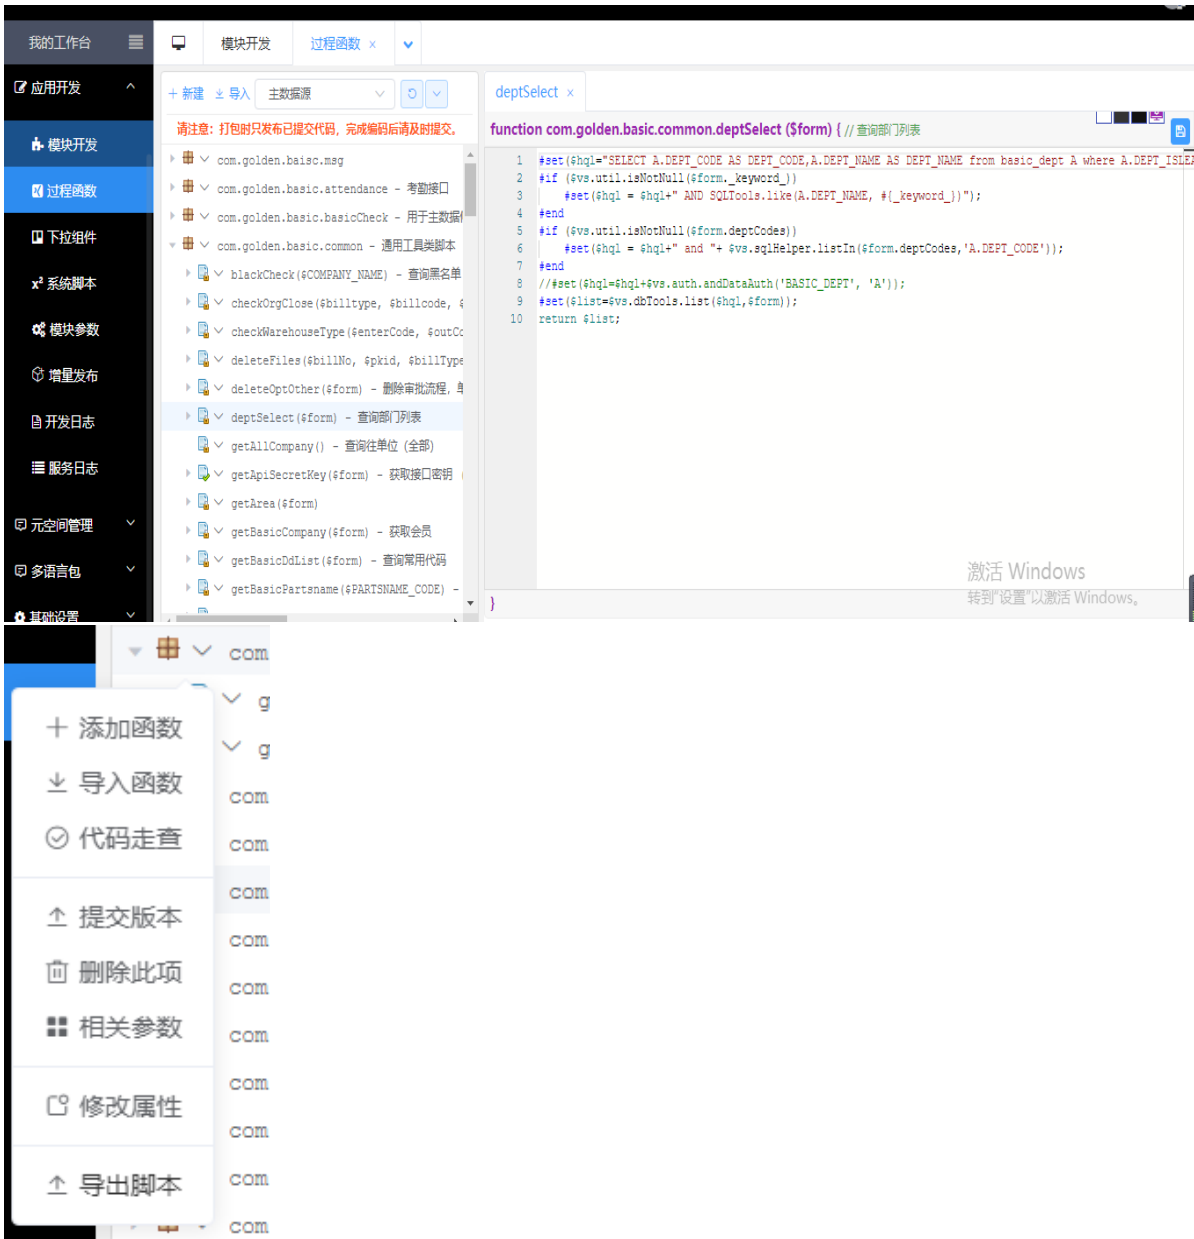 我的工作台
模块开发
过程函数 ×
应用开发
模块开发
过程函数
下拉组件
x² 系统脚本
模块参数
增量发布
开发日志
服务日志
元空间管理
多语言包
基础设置
+ 新建
导入
主数据源
请注意：打包时只发布已提交代码，完成编码后请及时提交。
com.golden.baisc.msg
com.golden.basic.attendance - 考勤接口
com.golden.basic.basicCheck - 用于主数据
com.golden.basic.common - 通用工具类脚本
blackCheck($COMPANY_NAME) - 查询黑名单
checkOrgClose($billtype, $billcode, $
checkWarehouseType($enterCode, $outCo
deleteFiles($billNo, $pkid, $billType
deleteOptOther($form) - 删除审批流程，单
deptSelect($form) - 查询部门列表
getAllCompany() - 查询往单位（全部）
getApiSecretKey($form) - 获取接口密钥
getArea($form)
getBasicCompany($form) - 获取会员
getBasicDdList($form) - 查询常用代码
getBasicPartsname($PARTSNAME_CODE) -
deptSelect ×
function com.golden.basic.common.deptSelect ($form) { // 查询部门列表
1 #set($hql="SELECT A.DEPT_CODE AS DEPT_CODE,A.DEPT_NAME AS DEPT_NAME from basic_dept A where A.DEPT_ISLEA
2 #if ($vs.util.isNotNull($form._keyword_))
3 #set($hql = $hql+" AND SQLTools.like(A.DEPT_NAME, #{_keyword_})");
4 #end
5 #if ($vs.util.isNotNull($form.deptCodes))
6 #set($hql = $hql+" and "+ $vs.sqlHelper.listIn($form.deptCodes,'A.DEPT_CODE'));
7 #end
8 //#set($hql=$hql+$vs.auth.andDataAuth('BASIC_DEPT', 'A'));
9 #set($list=$vs.dbTools.list($hql,$form));
10 return $list;
}
激活 Windows
转到"设置"以激活 Windows。
com
g
g
com
com
com
com
com
com
com
com
com
com
添加函数
导入函数
代码走查
提交版本
删除此项
相关参数
修改属性
导出脚本